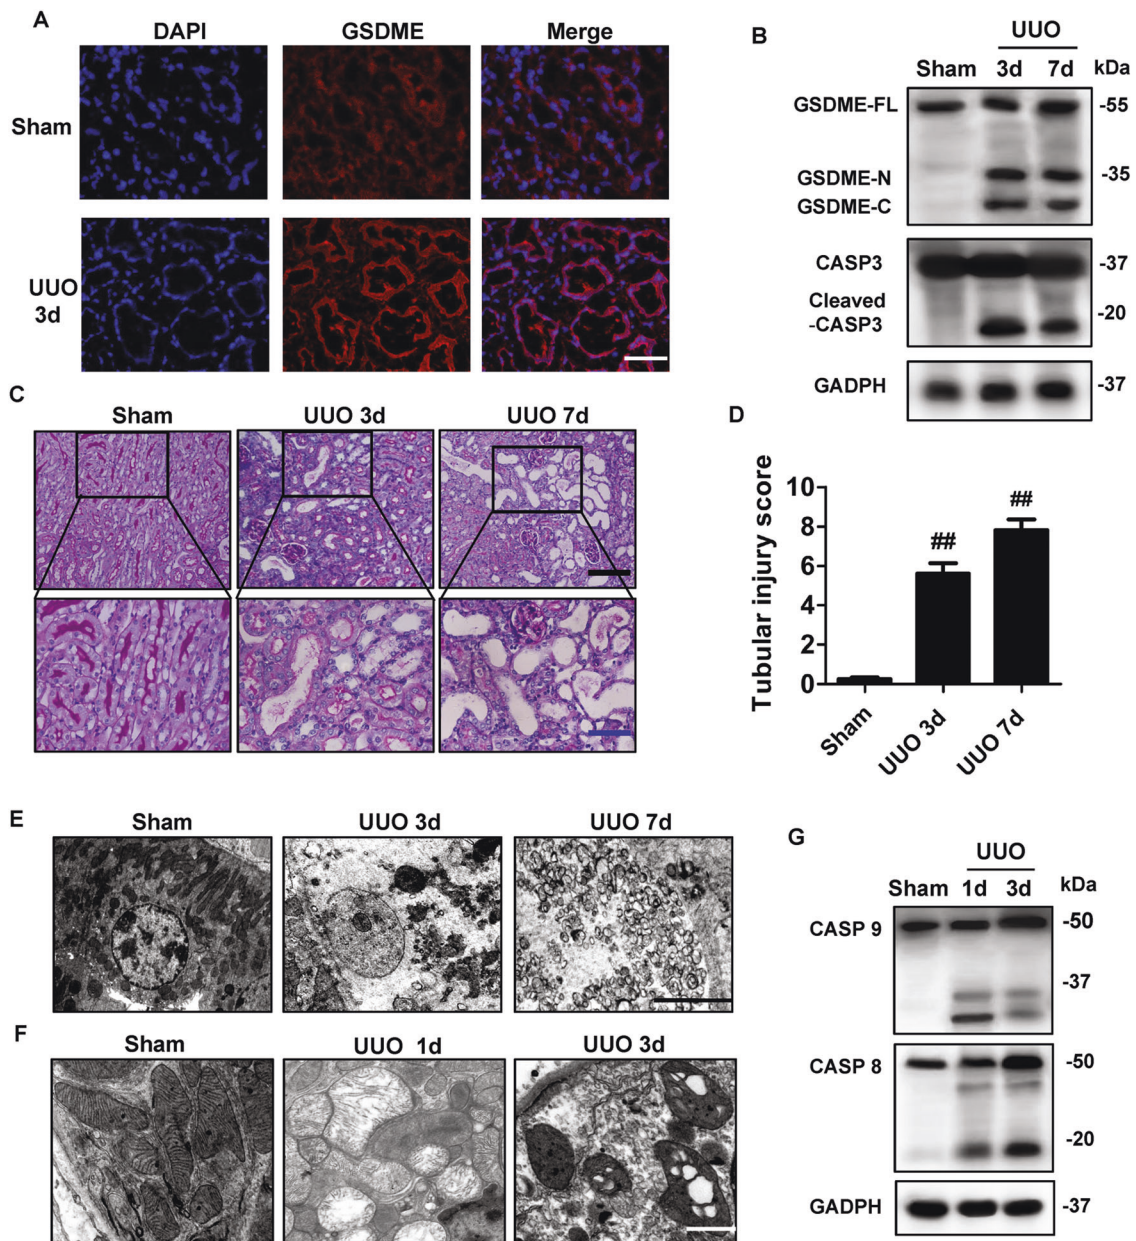 A
DAPI GSDME Merge
Sham
UUO
3d
B
UUO
Sham 3d 7d kDa
GSDME-FL -55
GSDME-N -35
GSDME-C
CASP3 -37
Cleaved -20
-CASP3
GADPH -37
C
Sham UUO 3d UUO 7d
D
Tubular injury score
10
8
6
4
2
0
##
##
Sham
UUO 3d
UUO 7d
E
Sham UUO 3d UUO 7d
F
Sham UUO 1d UUO 3d
G
UUO
Sham 1d 3d kDa
CASP 9 -50
-37
CASP 8 -50
-20
GADPH -37